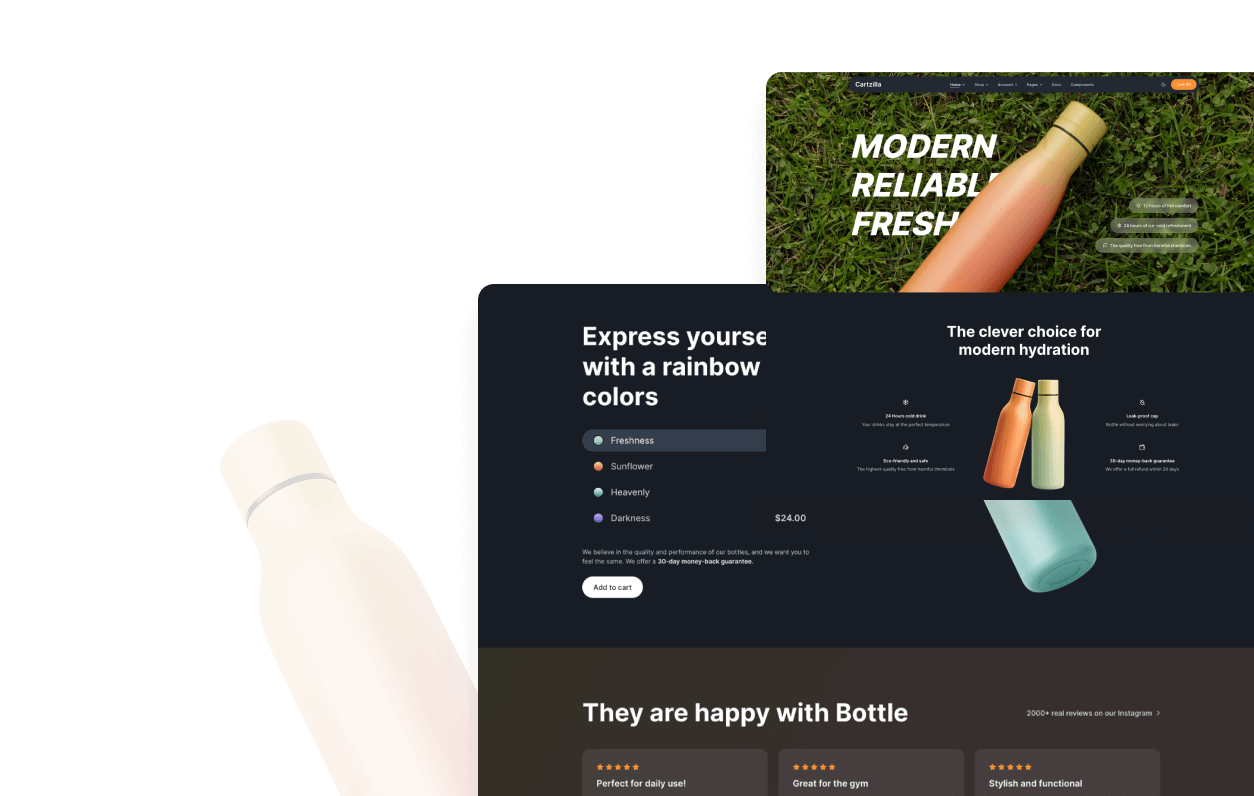 Cartzilla
Home Shop Account Pages Docs Components
MODERN
RELIABL
FRESH
12 hours of hot comfort
24 hours of ice-cold refreshment
The quality free from harmful chemicals
Express yourse
with a rainbow
colors
Freshness
Sunflower
Heavenly
Darkness $24.00
We believe in the quality and performance of our bottles, and we want you to
feel the same. We offer a 30-day money-back guarantee.
Add to cart
The clever choice for
modern hydration
24 Hours cold drink
Your drinks stay at the perfect temperature
Eco-friendly and safe
The highest quality free from harmful chemicals
Leak-proof cap
Bottle without worrying about leaks
30-day money-back guarantee
We offer a full refund within 30 days
They are happy with Bottle
2000+ real reviews on our Instagram
Perfect for daily use!
Great for the gym
Stylish and functional